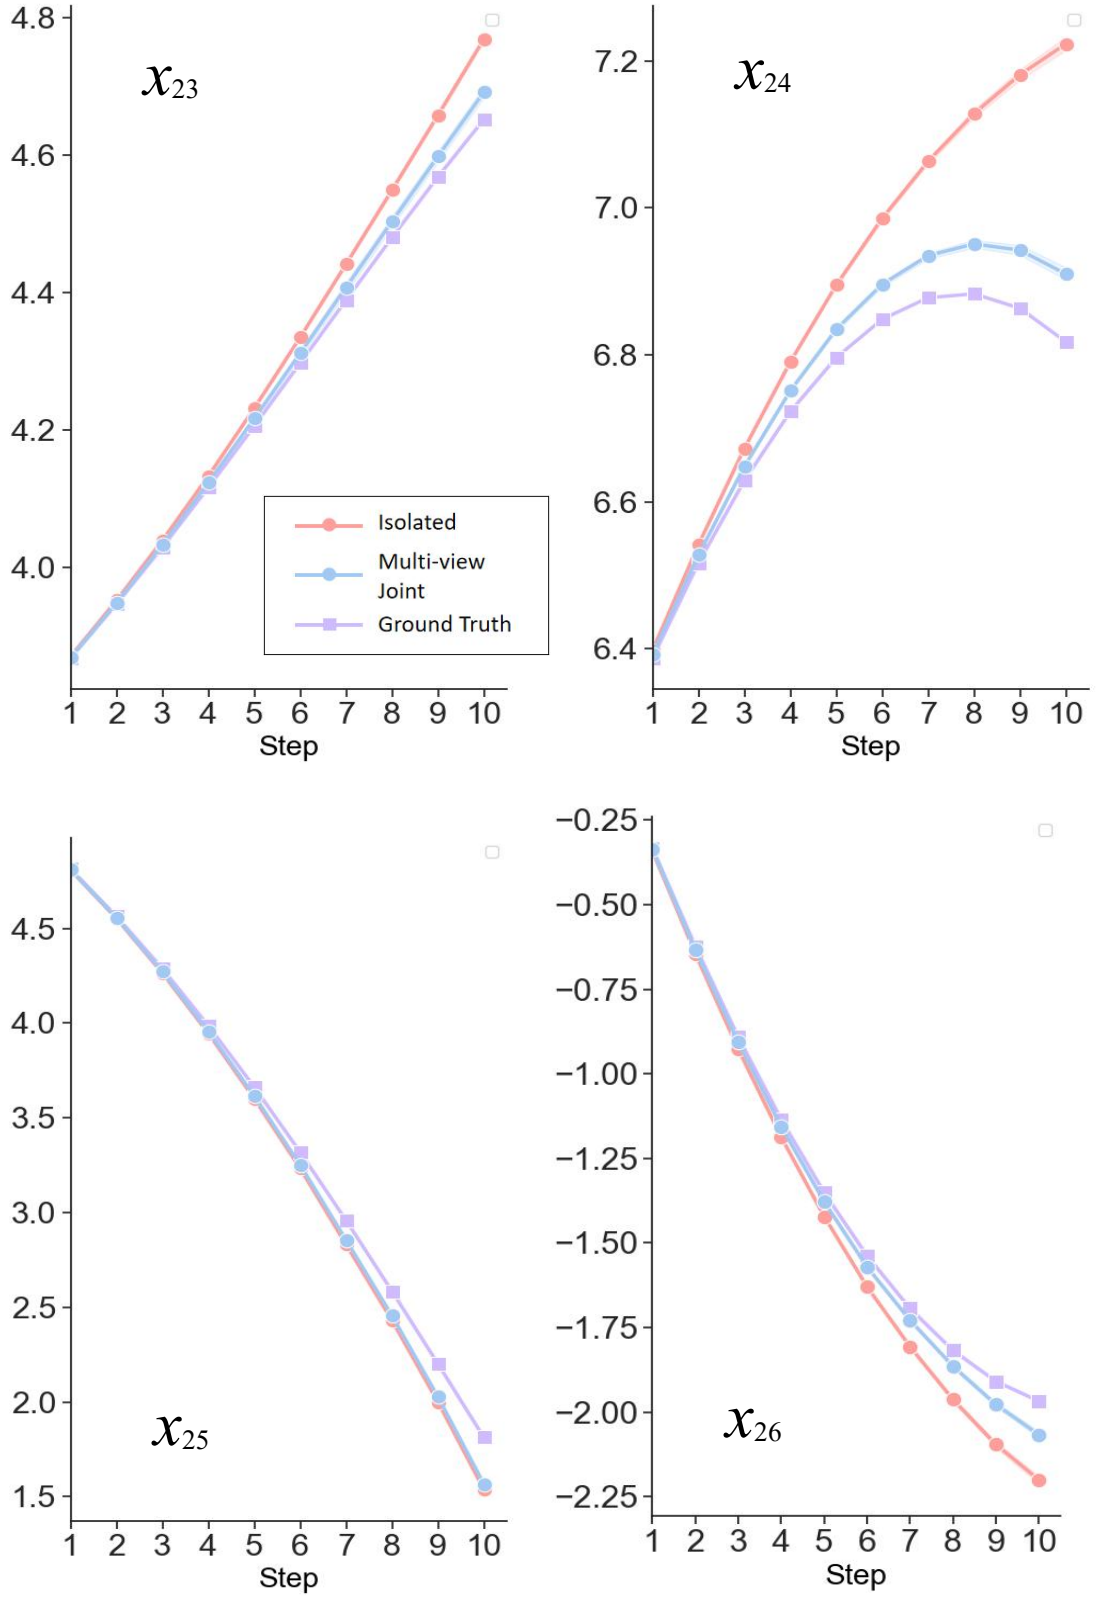 4.8
4.6
4.4
4.2
4.0
x23
Isolated
Multi-view
Joint
Ground Truth
1 2 3 4 5 6 7 8 9 10
Step
7.2
7.0
6.8
6.6
6.4
x24
1 2 3 4 5 6 7 8 9 10
Step
4.5
4.0
3.5
3.0
2.5
2.0
1.5
x25
1 2 3 4 5 6 7 8 9 10
Step
−0.25
−0.50
−0.75
−1.00
−1.25
−1.50
−1.75
−2.00
−2.25
x26
1 2 3 4 5 6 7 8 9 10
Step